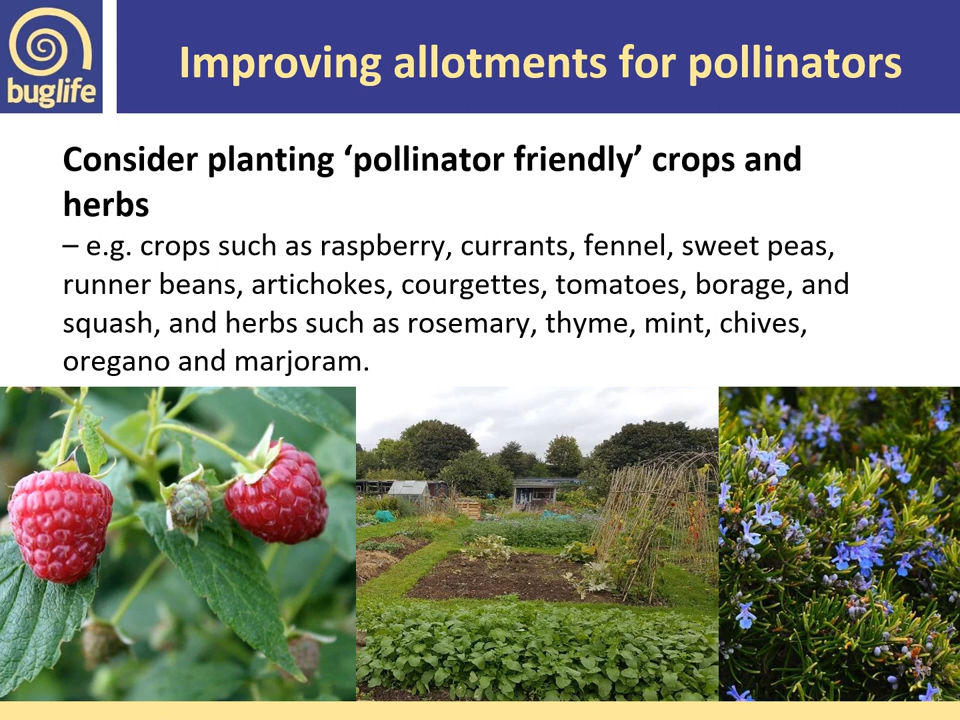 buglife
Improving allotments for pollinators
Consider planting ‘pollinator friendly’ crops and
herbs
– e.g. crops such as raspberry, currants, fennel, sweet peas,
runner beans, artichokes, courgettes, tomatoes, borage, and
squash, and herbs such as rosemary, thyme, mint, chives,
oregano and marjoram.